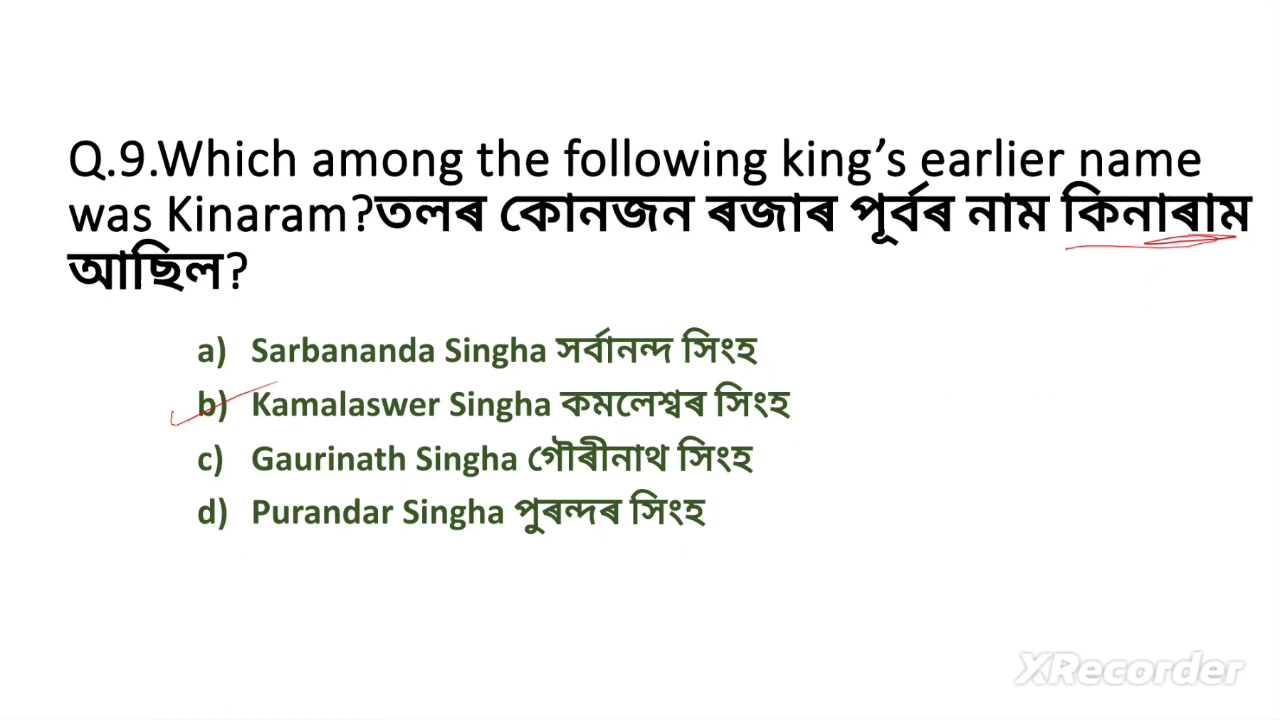 Q.9.Which among the following king’s earlier name
was Kinaram?তলৰ কোনজন ৰজাৰ পূৰ্বৰ নাম কিনাৰাম
আছিল?
a) Sarbananda Singha সৰ্বানন্দ সিংহ
b) Kamalaswer Singha কমলেশ্বৰ সিংহ
c) Gaurinath Singha গৌৰীনাথ সিংহ
d) Purandar Singha পুৰন্দৰ সিংহ
XRecorder